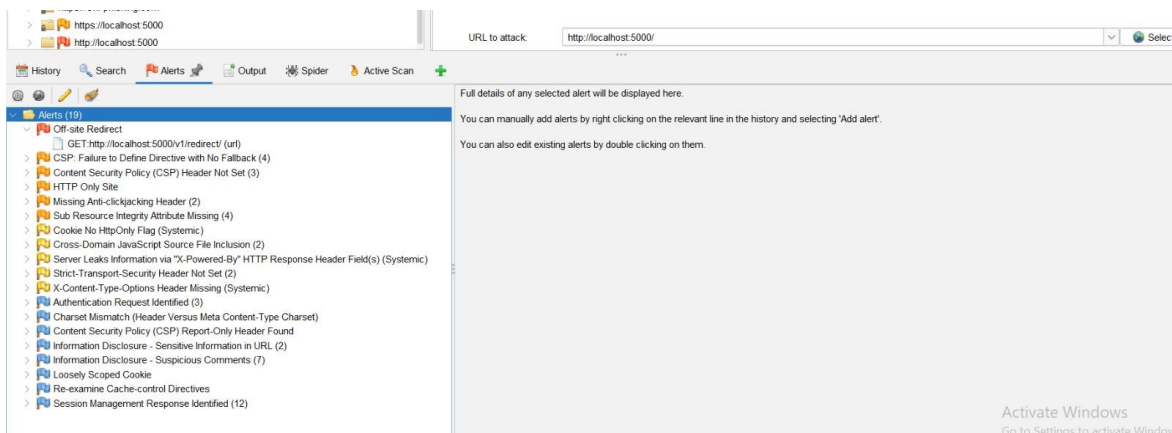 https://localhost:5000
http://localhost:5000
URL to attack: http://localhost:5000/ Selec
History Search Alerts Output Spider Active Scan
Full details of any selected alert will be displayed here.
You can manually add alerts by right clicking on the relevant line in the history and selecting 'Add alert'.
You can also edit existing alerts by double clicking on them.
Alerts (19)
Off-site Redirect
GET:http://localhost:5000/v1/redirect/ (url)
CSP: Failure to Define Directive with No Fallback (4)
Content Security Policy (CSP) Header Not Set (3)
HTTP Only Site
Missing Anti-clickjacking Header (2)
Sub Resource Integrity Attribute Missing (4)
Cookie No HttpOnly Flag (Systemic)
Cross-Domain JavaScript Source File Inclusion (2)
Server Leaks Information via "X-Powered-By" HTTP Response Header Field(s) (Systemic)
Strict-Transport-Security Header Not Set (2)
X-Content-Type-Options Header Missing (Systemic)
Authentication Request Identified (3)
Charset Mismatch (Header Versus Meta Content-Type Charset)
Content Security Policy (CSP) Report-Only Header Found
Information Disclosure - Sensitive Information in URL (2)
Information Disclosure - Suspicious Comments (7)
Loosely Scoped Cookie
Re-examine Cache-control Directives
Session Management Response Identified (12)
Activate Windows
Go to Settings to activate Window